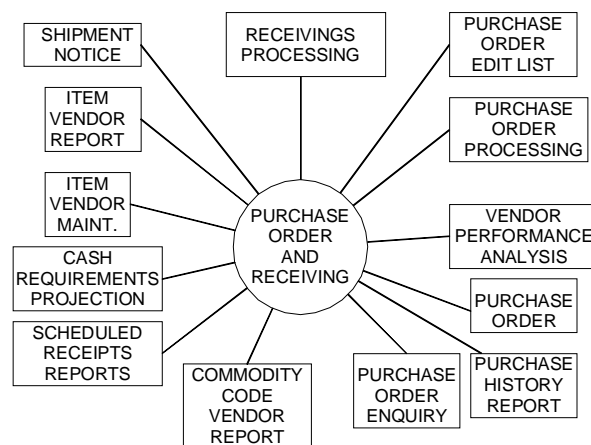 SHIPMENT
NOTICE
RECEIVINGS
PROCESSING
PURCHASE
ORDER
EDIT LIST
ITEM
VENDOR
REPORT
PURCHASE
ORDER
PROCESSING
ITEM
VENDOR
MAINT.
PURCHASE
ORDER
AND
RECEIVING
VENDOR
PERFORMANCE
ANALYSIS
CASH
REQUIREMENTS
PROJECTION
PURCHASE
ORDER
SCHEDULED
RECEIPTS
REPORTS
COMMODITY
CODE
VENDOR
REPORT
PURCHASE
ORDER
ENQUIRY
PURCHASE
HISTORY
REPORT